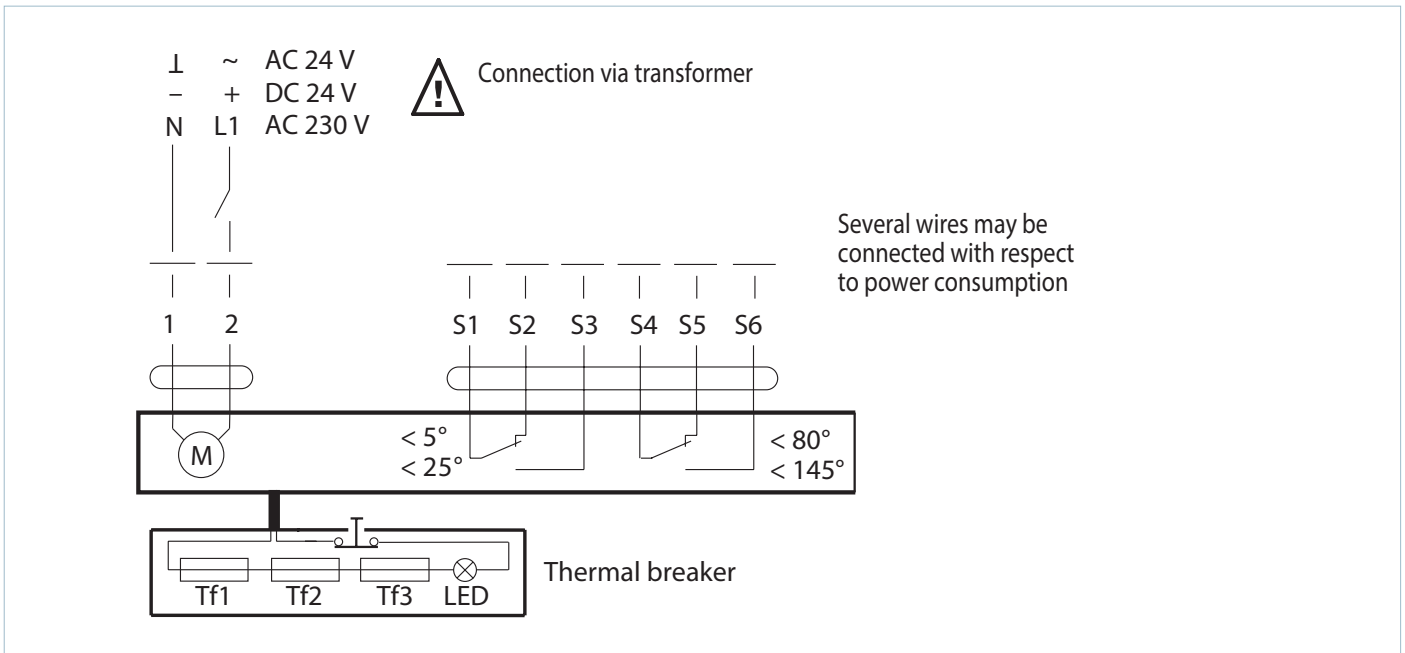 ⊥ ~ AC 24 V
– + DC 24 V
N L1 AC 230 V
! Connection via transformer
Several wires may be
connected with respect
to power consumption
1 2 S1 S2 S3 S4 S5 S6
M
< 5°
< 25°
< 80°
< 145°
Tf1 Tf2 Tf3 LED
Thermal breaker